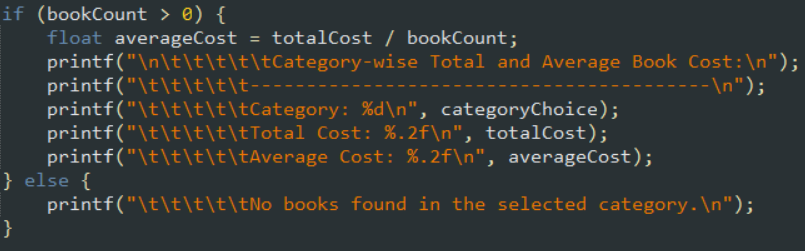 if (bookCount > 0) {
    float averageCost = totalCost / bookCount;
    printf("\n\t\t\t\t\tCategory-wise Total and Average Book Cost:\n");
    printf("\t\t\t\t\t-----------------------------------------\n");
    printf("\t\t\t\t\tCategory: %d\n", categoryChoice);
    printf("\t\t\t\t\tTotal Cost: %.2f\n", totalCost);
    printf("\t\t\t\t\tAverage Cost: %.2f\n", averageCost);
} else {
    printf("\t\t\t\t\tNo books found in the selected category.\n");
}